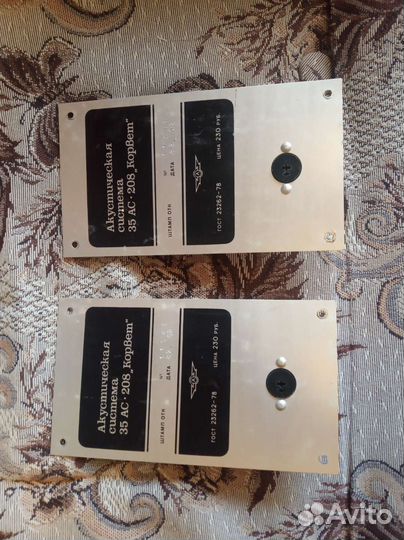 Акустическая
система
35 АС-208 „Корвет"
№
ДАТА
ШТАМП ОТК
ЦЕНА 230 РУБ.
ГОСТ 23262-78
Акустическая
система
35 АС-208 „Корвет"
№
ДАТА
ШТАМП ОТК
ЦЕНА 230 РУБ.
ГОСТ 23262-78
Avito